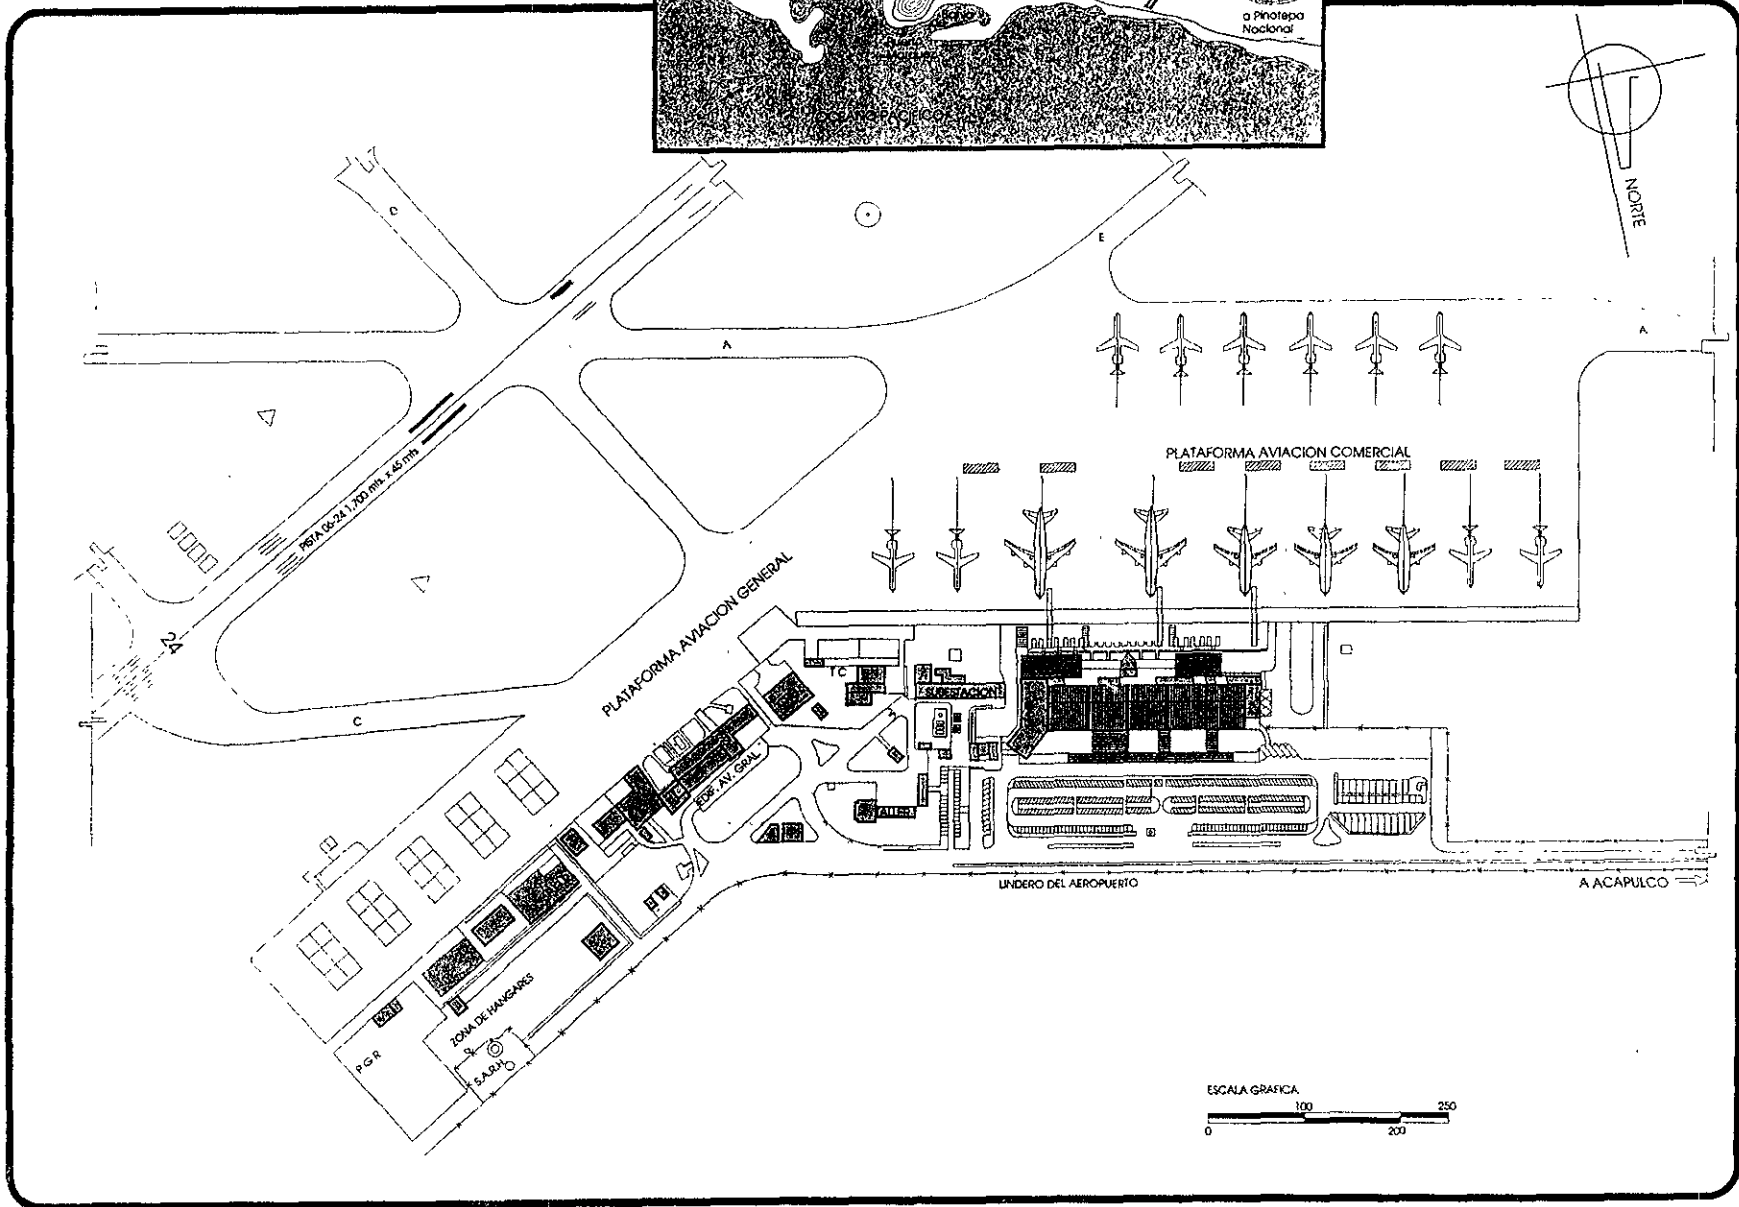 a Pinotepa
Nacional
OCEANO PACIFICO
NORTE
D
E
A
A
PLATAFORMA AVIACION COMERCIAL
PISTA 06-24 1,700 mts. x 45 mts
24
PLATAFORMA AVIACION GENERAL
C
SUBESTACION
EDIF. AV. GRAL
TALLER
LINDERO DEL AEROPUERTO
A ACAPULCO
ZONA DE HANGARES
P G R
S.A.R.H.
ESCALA GRAFICA
100 250
0 200